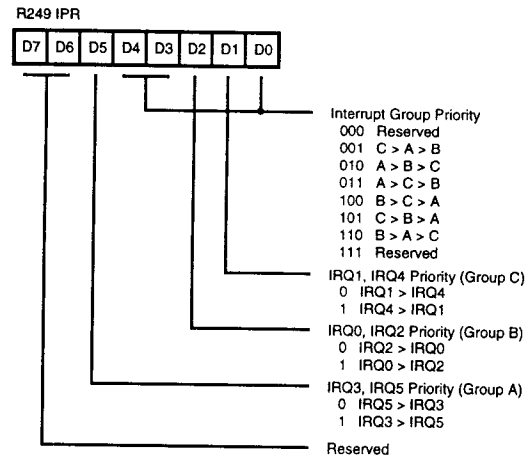 R249 IPR
D7 D6 D5 D4 D3 D2 D1 D0
Interrupt Group Priority
000 Reserved
001 C > A > B
010 A > B > C
011 A > C > B
100 B > C > A
101 C > B > A
110 B > A > C
111 Reserved
IRQ1, IRQ4 Priority (Group C)
0 IRQ1 > IRQ4
1 IRQ4 > IRQ1
IRQ0, IRQ2 Priority (Group B)
0 IRQ2 > IRQ0
1 IRQ0 > IRQ2
IRQ3, IRQ5 Priority (Group A)
0 IRQ5 > IRQ3
1 IRQ3 > IRQ5
Reserved